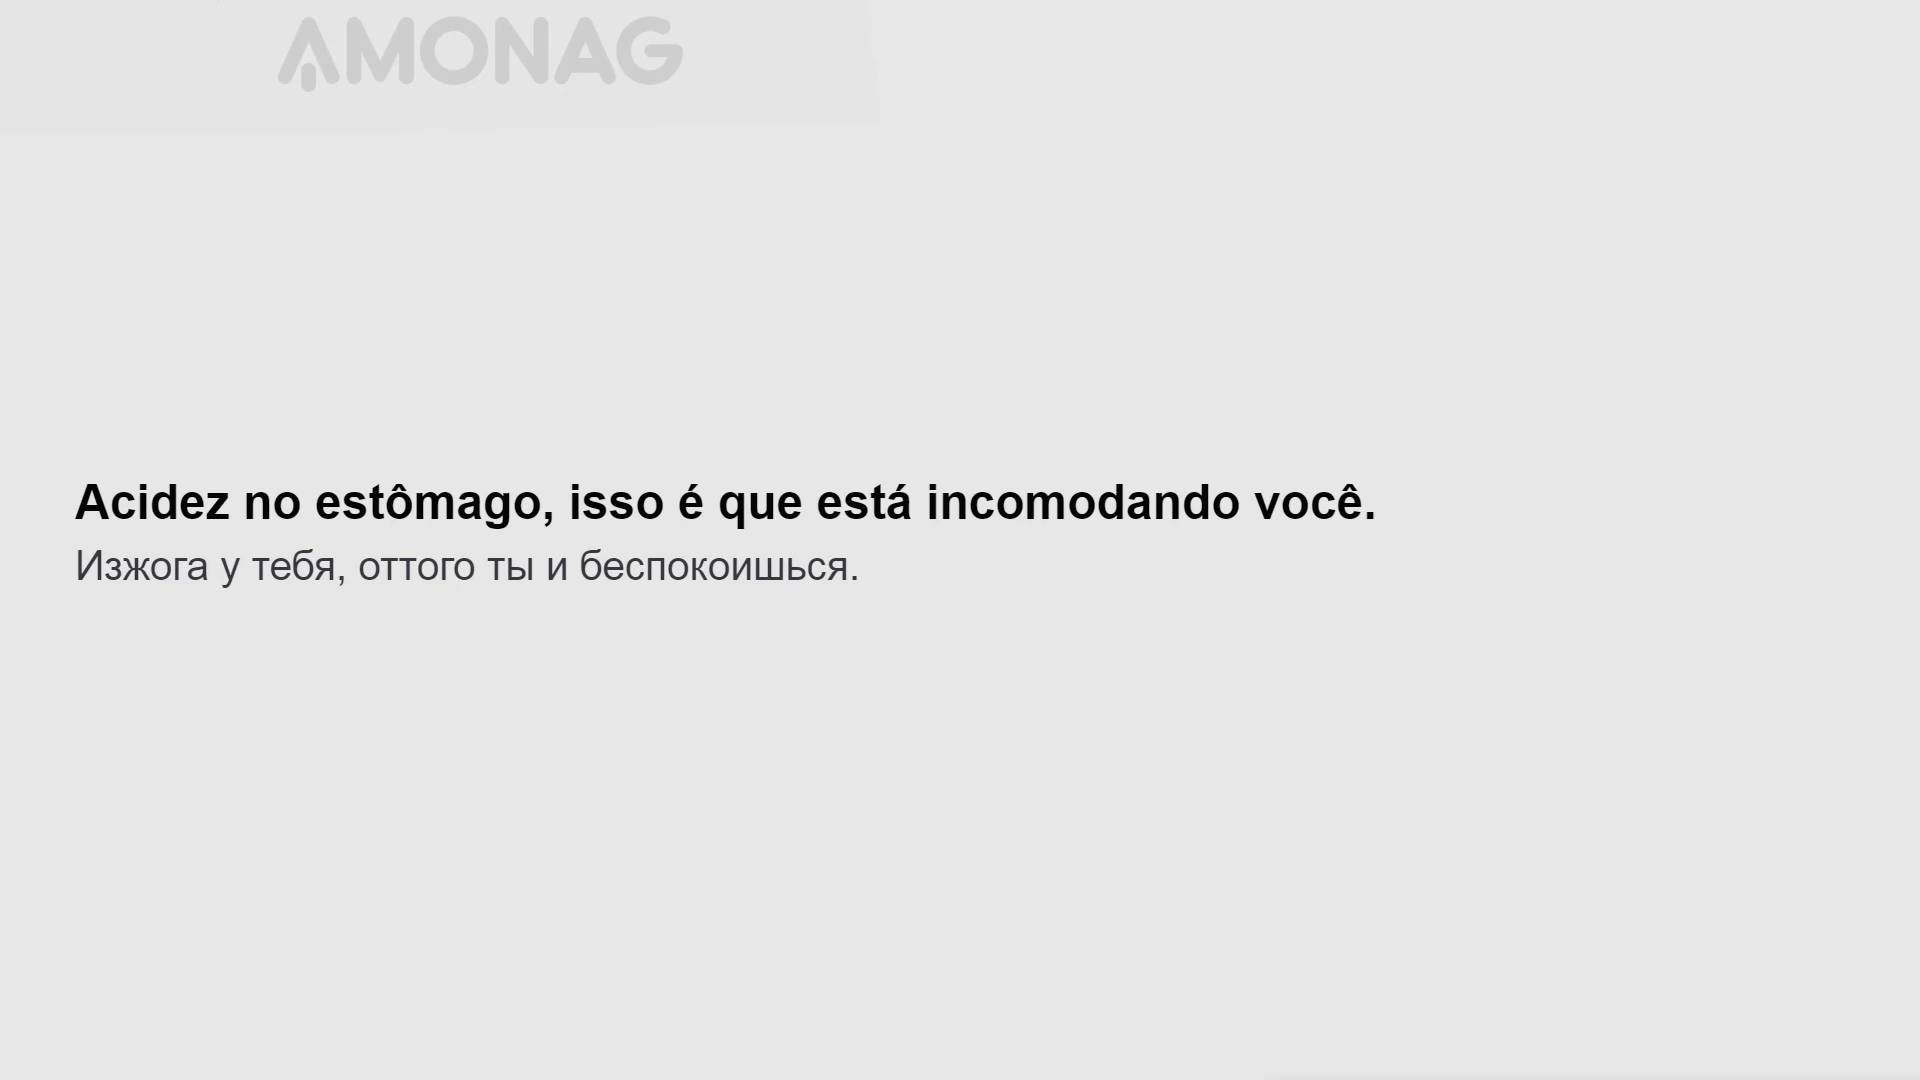 AMONAG
Acidez no estômago, isso é que está incomodando você.
Изжога у тебя, оттого ты и беспокоишься.